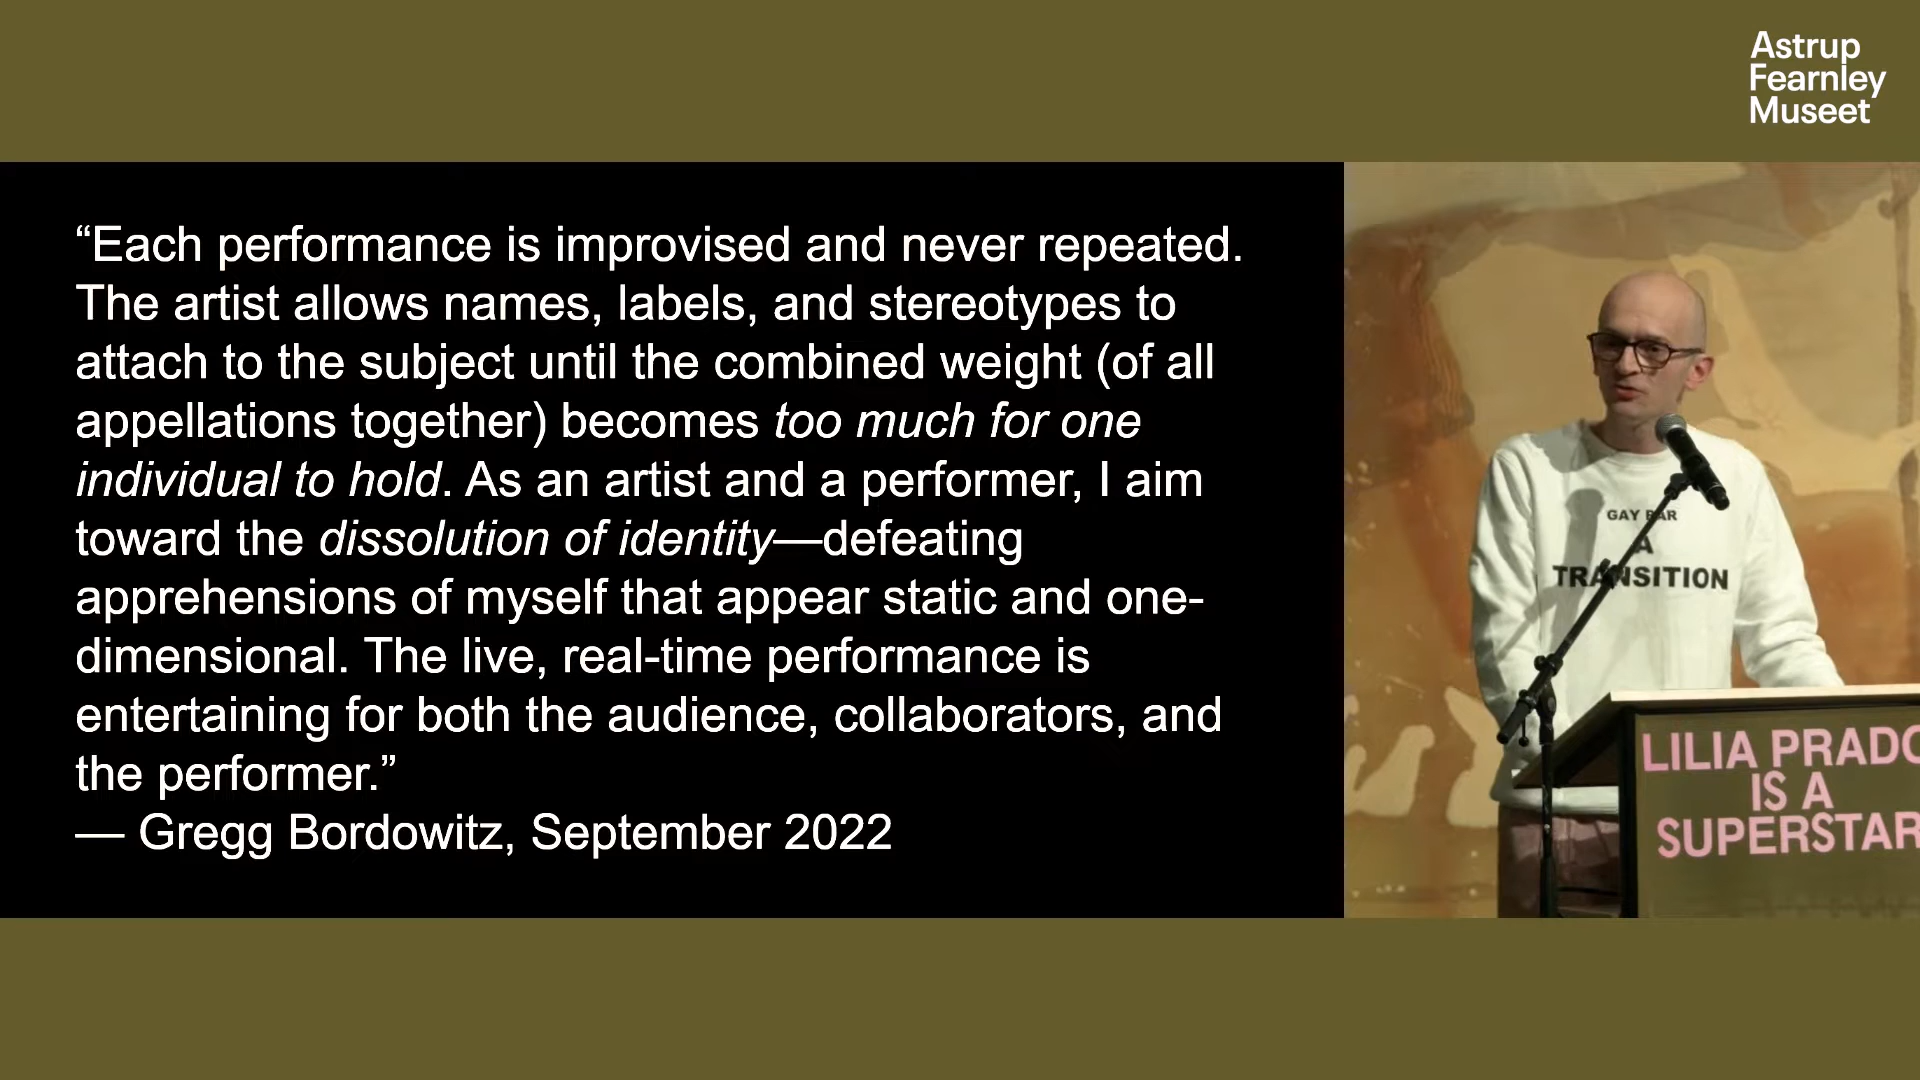 Astrup
Fearnley
Museet
“Each performance is improvised and never repeated.
The artist allows names, labels, and stereotypes to
attach to the subject until the combined weight (of all
appellations together) becomes too much for one
individual to hold. As an artist and a performer, I aim
toward the dissolution of identity—defeating
apprehensions of myself that appear static and one-
dimensional. The live, real-time performance is
entertaining for both the audience, collaborators, and
the performer.”
— Gregg Bordowitz, September 2022
GAY BAR
A
TRANSITION
LILIA PRADO
IS A
SUPERSTAR